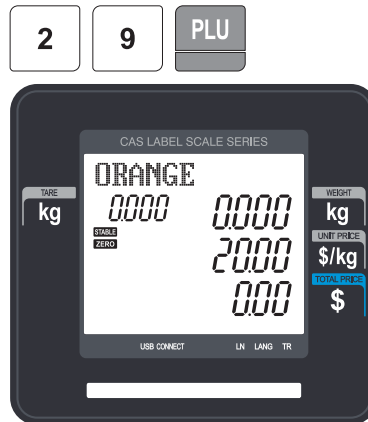 2 9 PLU
CAS LABEL SCALE SERIES
ORANGE
TARE
kg
0.000
STABLE
ZERO
0.000
WEIGHT
kg
20.00
UNIT PRICE
$/kg
0.00
TOTAL PRICE
$
USB CONNECT LN LANG TR